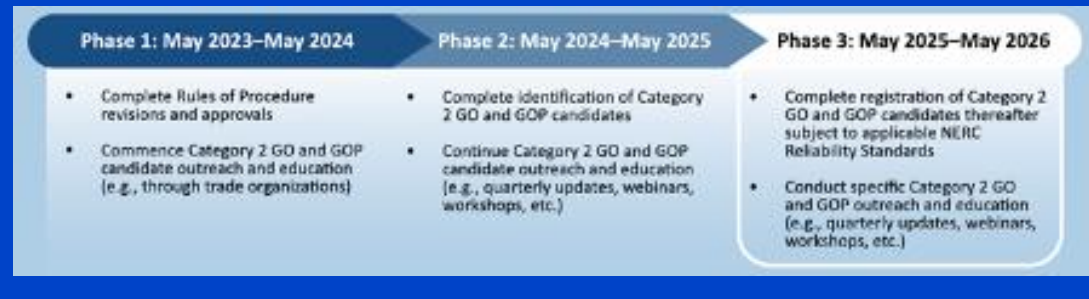 Phase 1: May 2023–May 2024
• Complete Rules of Procedure
revisions and approvals
• Commence Category 2 GO and GOP
candidate outreach and education
(e.g., through trade organizations)
Phase 2: May 2024–May 2025
• Complete identification of Category
2 GO and GOP candidates
• Continue Category 2 GO and GOP
candidate outreach and education
(e.g., quarterly updates, webinars,
workshops, etc.)
Phase 3: May 2025–May 2026
• Complete registration of Category 2
GO and GOP candidates thereafter
subject to applicable NERC
Reliability Standards
• Conduct specific Category 2 GO
and GOP outreach and education
(e.g., quarterly updates, webinars,
workshops, etc.)